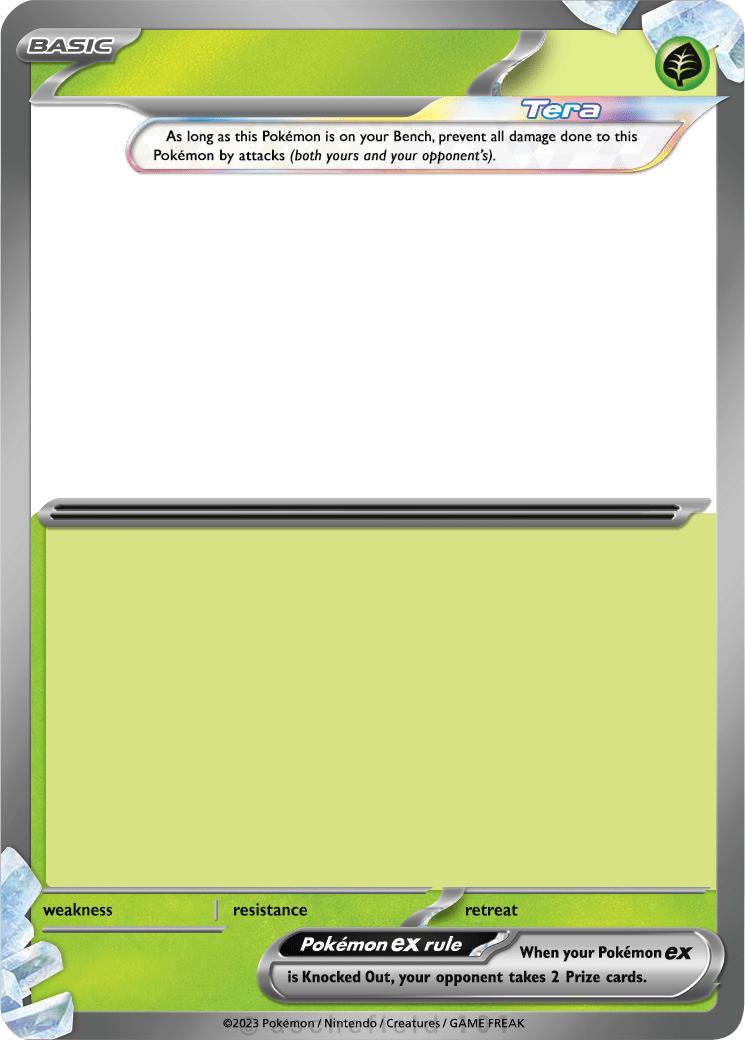 BASIC
Tera
As long as this Pokémon is on your Bench, prevent all damage done to this
Pokémon by attacks (both yours and your opponent's).
weakness
resistance
retreat
Pokémon ex rule
When your Pokémon ex
is Knocked Out, your opponent takes 2 Prize cards.
©2023 Pokémon / Nintendo / Creatures / GAME FREAK